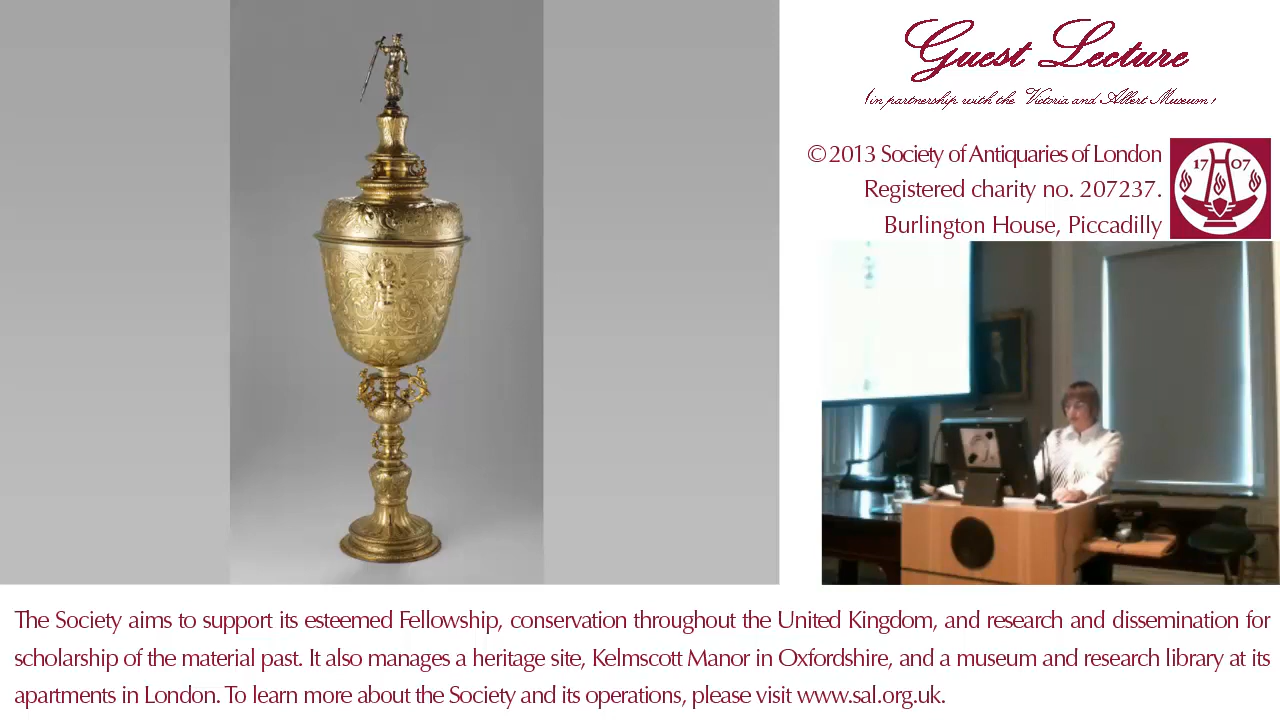 Guest Lecture
(in partnership with the Victoria and Albert Museum)
© 2013 Society of Antiquaries of London
Registered charity no. 207237.
Burlington House, Piccadilly
17 07
The Society aims to support its esteemed Fellowship, conservation throughout the United Kingdom, and research and dissemination for
scholarship of the material past. It also manages a heritage site, Kelmscott Manor in Oxfordshire, and a museum and research library at its
apartments in London. To learn more about the Society and its operations, please visit www.sal.org.uk.